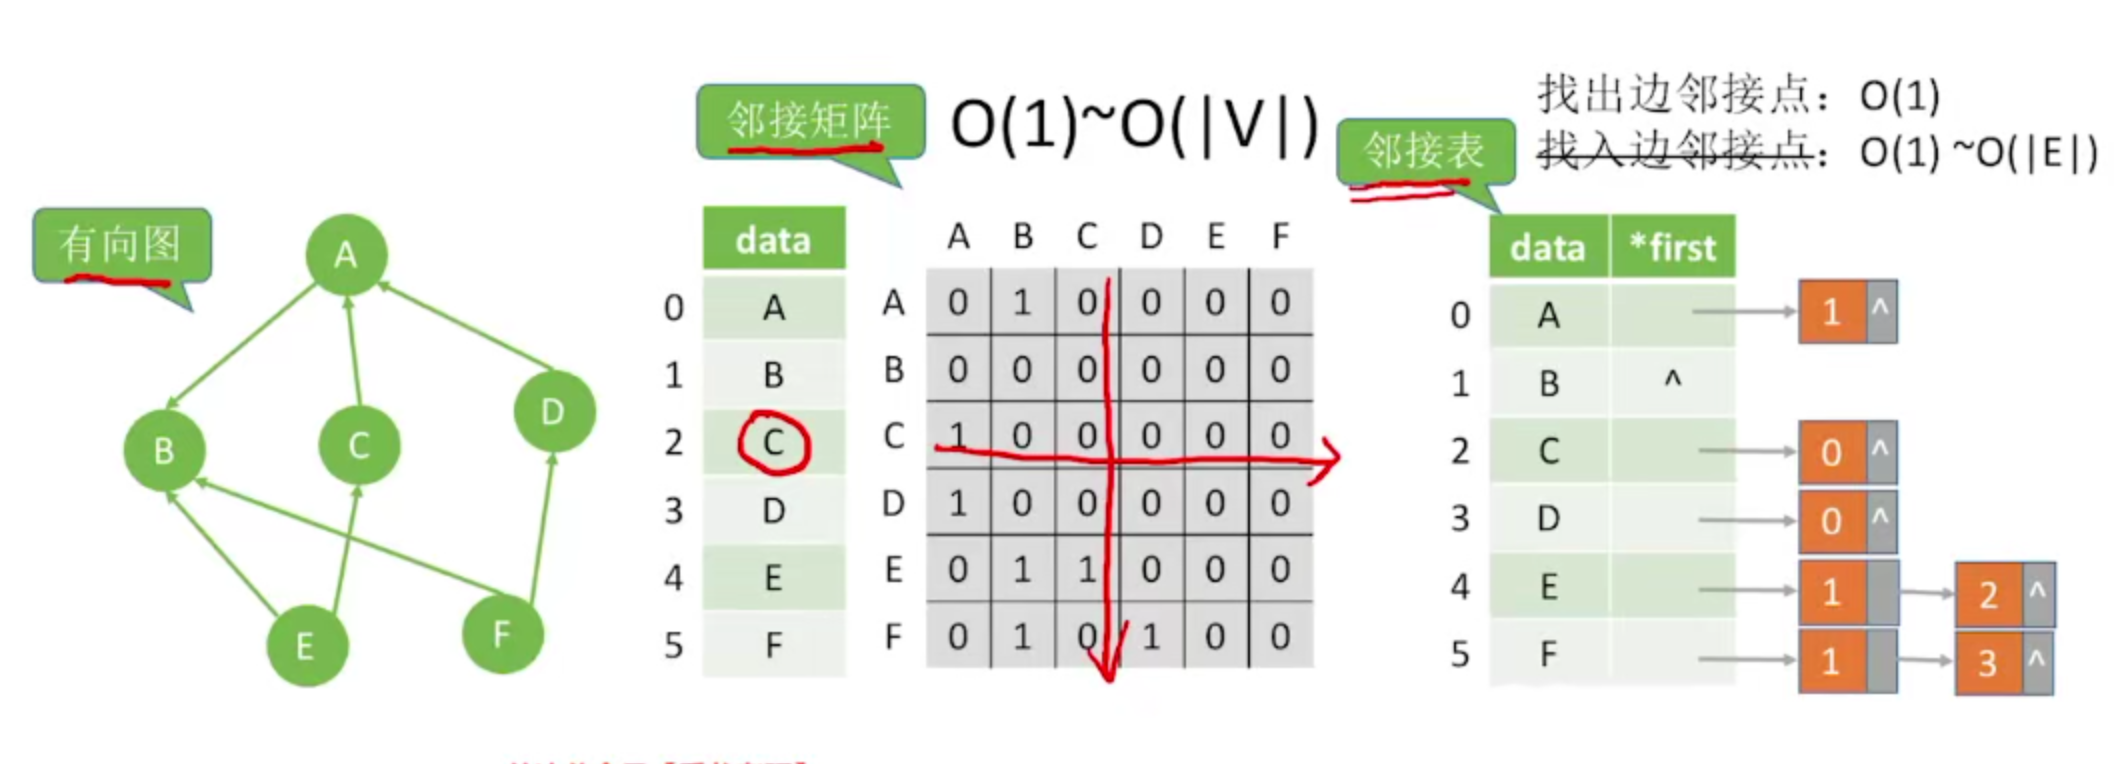 找出边邻接点：O(1)
邻接矩阵 O(1)~O(|V|)
邻接表 找入边邻接点：O(1) ~O(|E|)
有向图
A
B
C
D
E
F
data
0 A
1 B
2 C
3 D
4 E
5 F
A B C D E F
A 0 1 0 0 0 0
B 0 0 0 0 0 0
C 1 0 0 0 0 0
D 1 0 0 0 0 0
E 0 1 1 0 0 0
F 0 1 0 1 0 0
data *first
0 A 1 ^
1 B ^
2 C 0 ^
3 D 0 ^
4 E 1 2 ^
5 F 1 3 ^